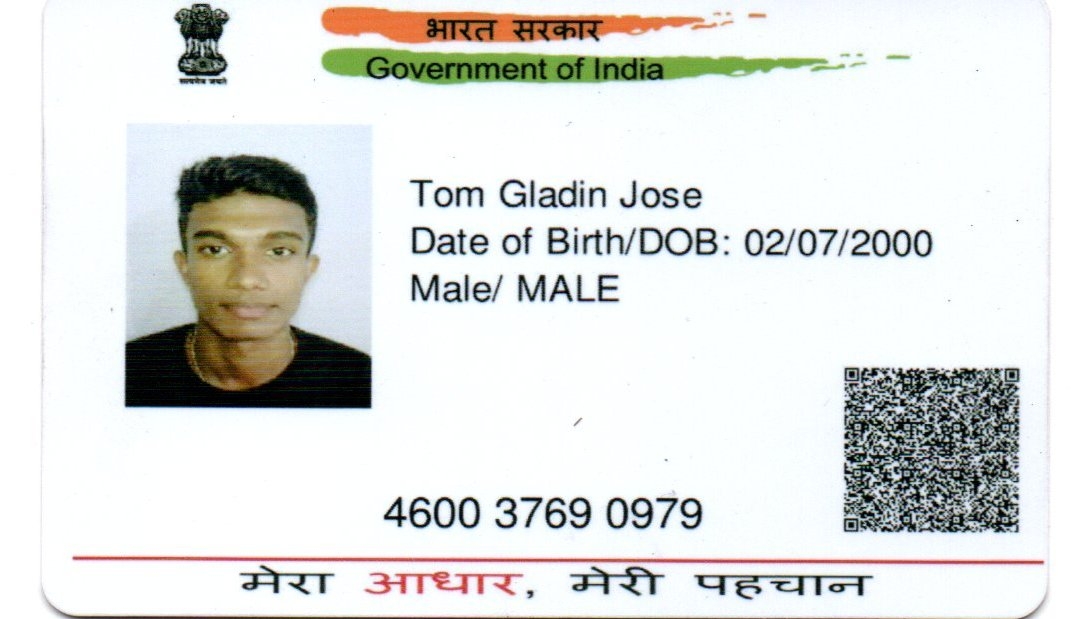 सत्यमेव जयते
भारत सरकार
Government of India
Tom Gladin Jose
Date of Birth/DOB: 02/07/2000
Male/ MALE
4600 3769 0979
मेरा आधार, मेरी पहचान